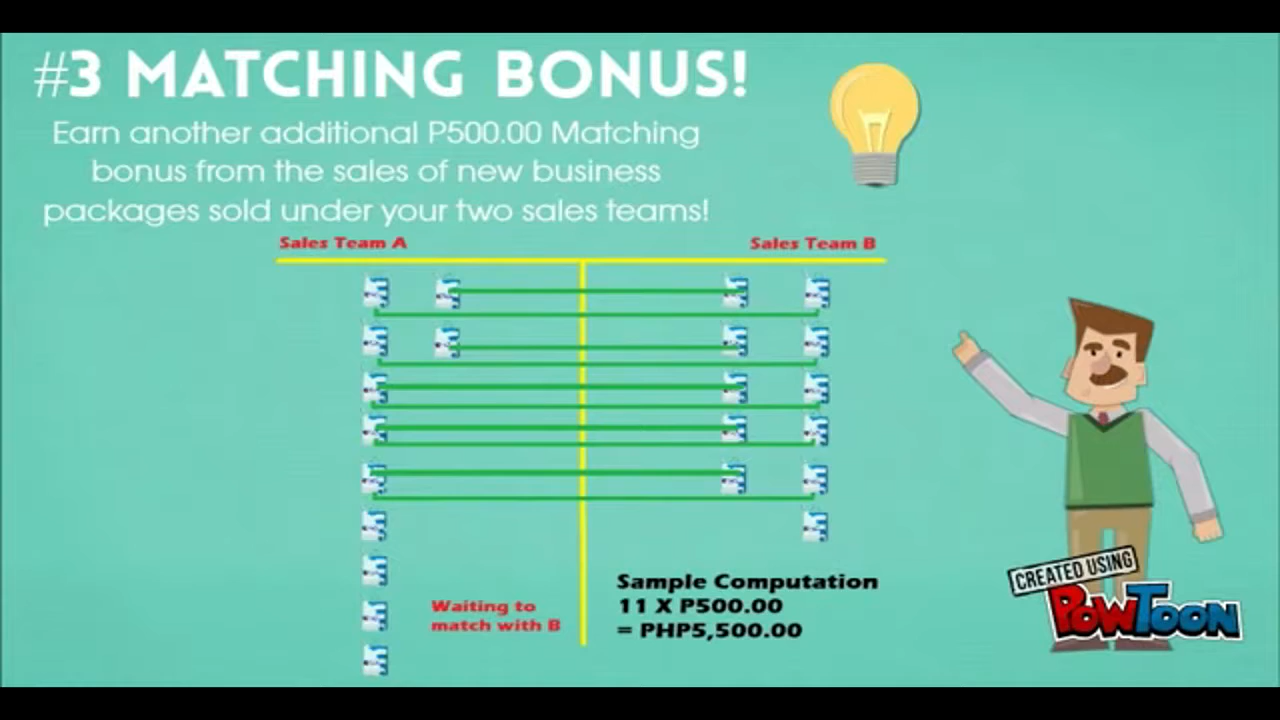 #3 MATCHING BONUS!
Earn another additional P500.00 Matching
bonus from the sales of new business
packages sold under your two sales teams!
Sales Team A
Sales Team B
Sample Computation
11 X P500.00
= PHP5,500.00
Waiting to
match with B
CREATED USING
POWTOON